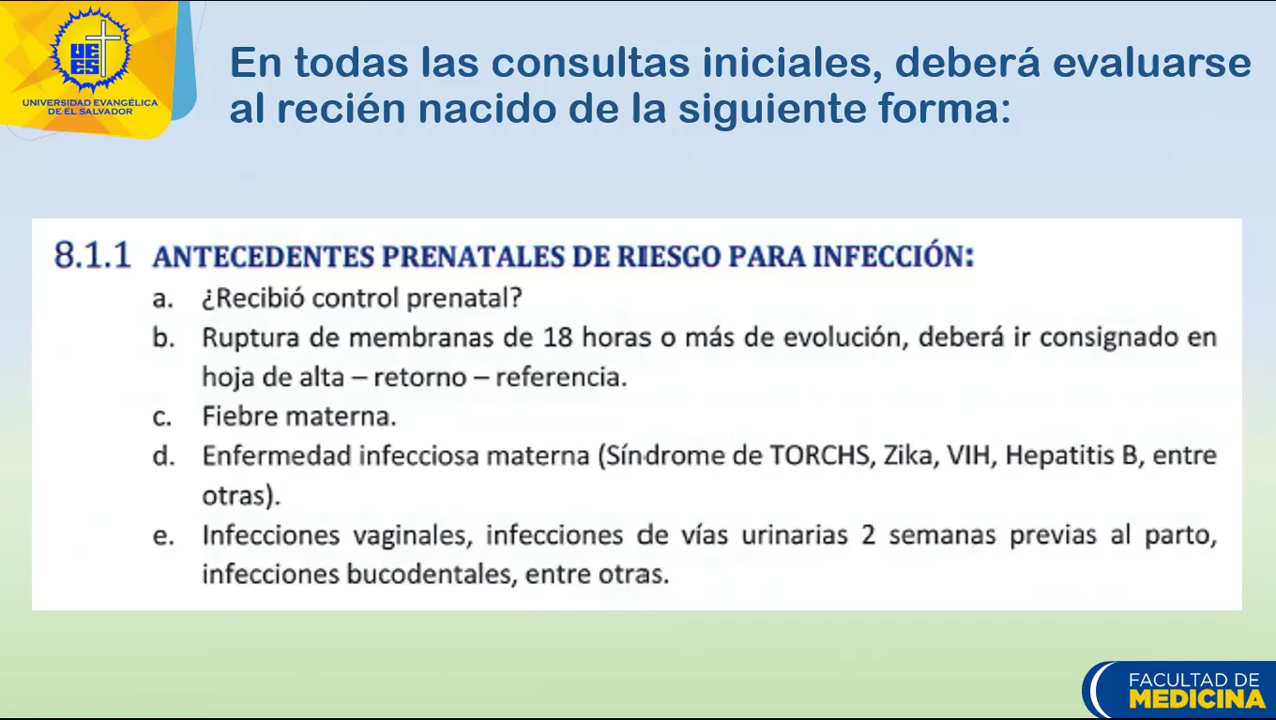 UE
ES
UNIVERSIDAD EVANGÉLICA
DE EL SALVADOR
En todas las consultas iniciales, deberá evaluarse
al recién nacido de la siguiente forma:
8.1.1 ANTECEDENTES PRENATALES DE RIESGO PARA INFECCIÓN:
a. ¿Recibió control prenatal?
b. Ruptura de membranas de 18 horas o más de evolución, deberá ir consignado en
hoja de alta – retorno – referencia.
c. Fiebre materna.
d. Enfermedad infecciosa materna (Síndrome de TORCHS, Zika, VIH, Hepatitis B, entre
otras).
e. Infecciones vaginales, infecciones de vías urinarias 2 semanas previas al parto,
infecciones bucodentales, entre otras.
FACULTAD DE
MEDICINA